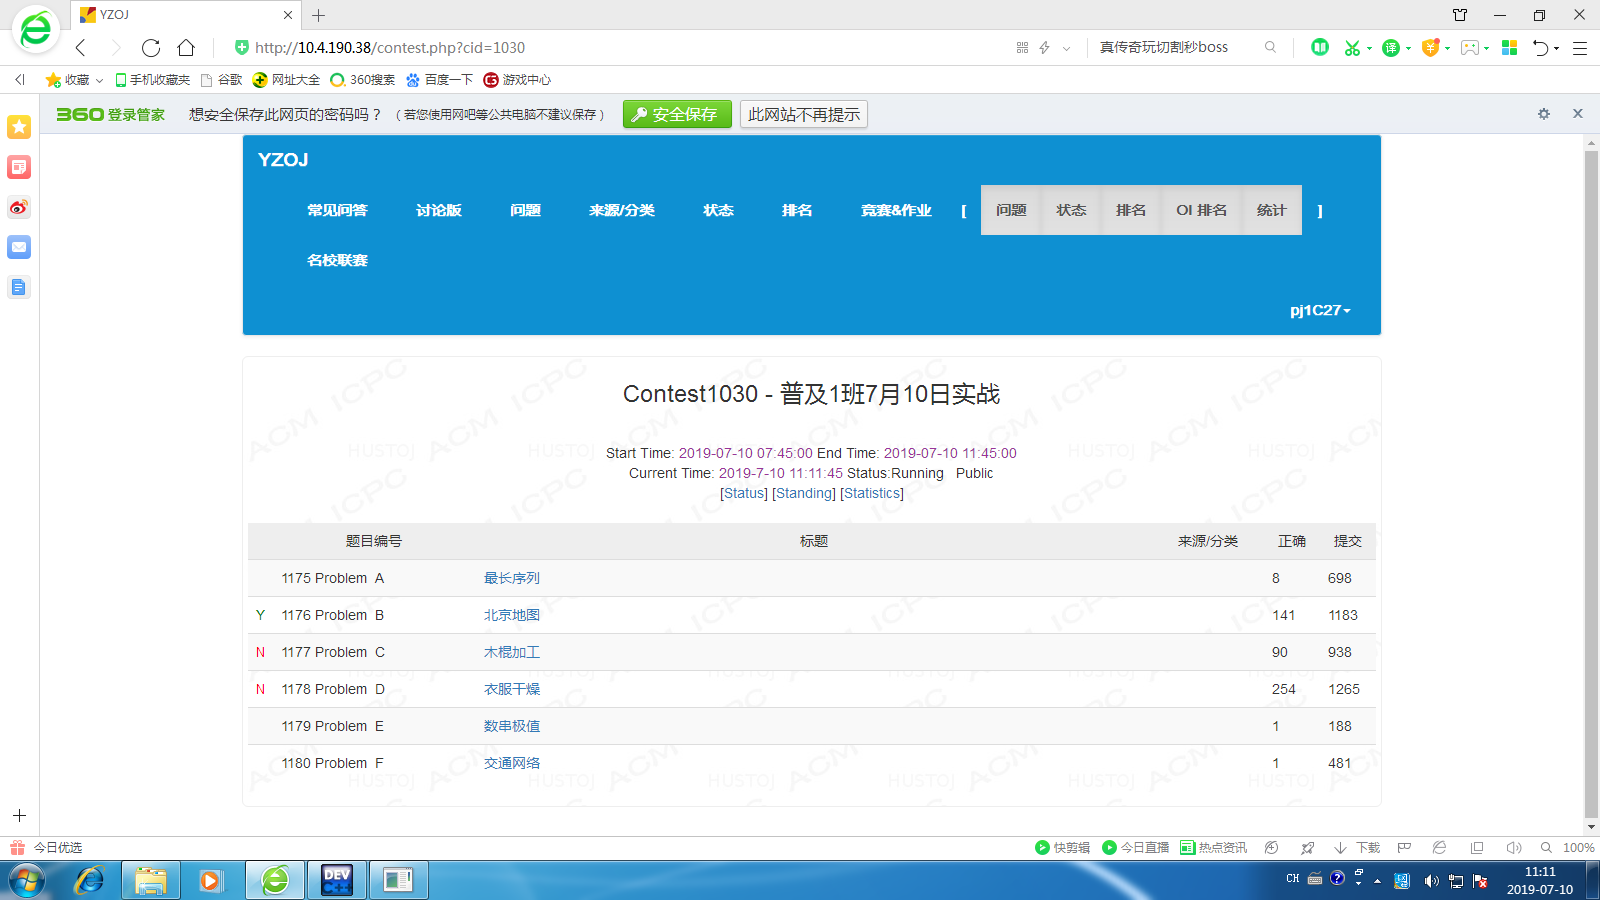 YZOJ
http://10.4.190.38/contest.php?cid=1030
真传奇玩切割秒boss
译
收藏
手机收藏夹
谷歌
网址大全
360搜索
百度一下
游戏中心
360登录管家
想安全保存此网页的密码吗？
（若您使用网吧等公共电脑不建议保存）
安全保存
此网站不再提示
YZOJ
常见问答 讨论版 问题 来源/分类 状态 排名 竞赛&作业 [ 问题 状态 排名 OI 排名 统计 ]
名校联赛
pj1C27
Contest1030 - 普及1班7月10日实战
Start Time: 2019-07-10 07:45:00 End Time: 2019-07-10 11:45:00
Current Time: 2019-7-10 11:11:45 Status:Running Public
[Status] [Standing] [Statistics]
题目编号 标题 来源/分类 正确 提交
1175 Problem A 最长序列 8 698
Y 1176 Problem B 北京地图 141 1183
N 1177 Problem C 木棍加工 90 938
N 1178 Problem D 衣服干燥 254 1265
1179 Problem E 数串极值 1 188
1180 Problem F 交通网络 1 481
ACM ICPC
HUSTOJ
今日优选
快剪辑
今日直播
热点资讯
下载
100%
DEV C++
CH
11:11
2019-07-10